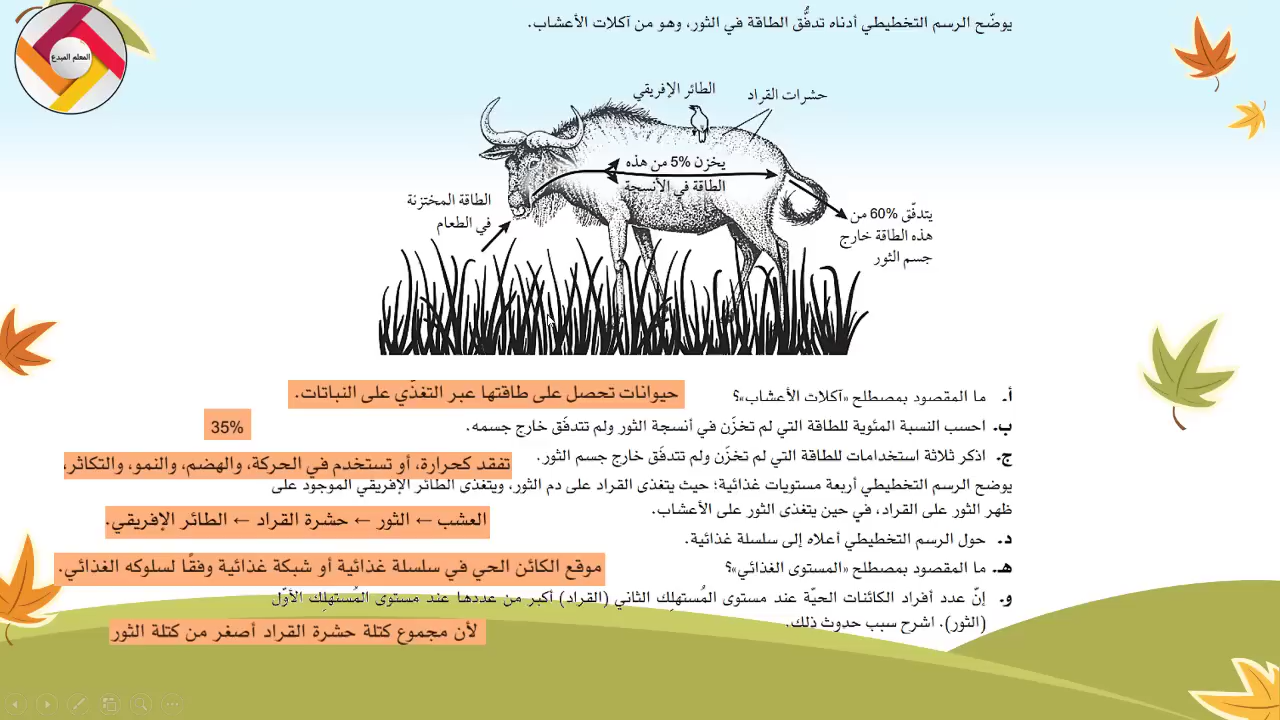 المعلم المبدع
يوضّح الرسم التخطيطي أدناه تدفُّق الطاقة في الثور، وهو من آكلات الأعشاب.
الطائر الإفريقي
حشرات القراد
يخزن 5% من هذه
الطاقة في الأنسجة
الطاقة المختزنة
في الطعام
يتدفّق 60% من
هذه الطاقة خارج
جسم الثور
أ- ما المقصود بمصطلح «آكلات الأعشاب»؟
حيوانات تحصل على طاقتها عبر التغذّي على النباتات.
ب- احسب النسبة المئوية للطاقة التي لم تخزَّن في أنسجة الثور ولم تتدفَق خارج جسمه.
35%
ج- اذكر ثلاثة استخدامات للطاقة التي لم تخزَّن ولم تتدفَق خارج جسم الثور.
تفقد كحرارة، أو تستخدم في الحركة، والهضم، والنمو، والتكاثر،
يوضح الرسم التخطيطي أربعة مستويات غذائية؛ حيث يتغذى القراد على دم الثور، ويتغذى الطائر الإفريقي الموجود على
ظهر الثور على القراد، في حين يتغذى الثور على الأعشاب.
العشب ← الثور ← حشرة القراد ← الطائر الإفريقي.
د- حول الرسم التخطيطي أعلاه إلى سلسلة غذائية.
هـ- ما المقصود بمصطلح «المستوى الغذائي»؟
موقع الكائن الحي في سلسلة غذائية أو شبكة غذائية وفقًا لسلوكه الغذائي.
و- إنّ عدد أفراد الكائنات الحيّة عند مستوى المُستهلِك الثاني (القراد) أكبر من عددها عند مستوى المُستهلِك الأوّل
(الثور). اشرح سبب حدوث ذلك.
لأن مجموع كتلة حشرة القراد أصغر من كتلة الثور